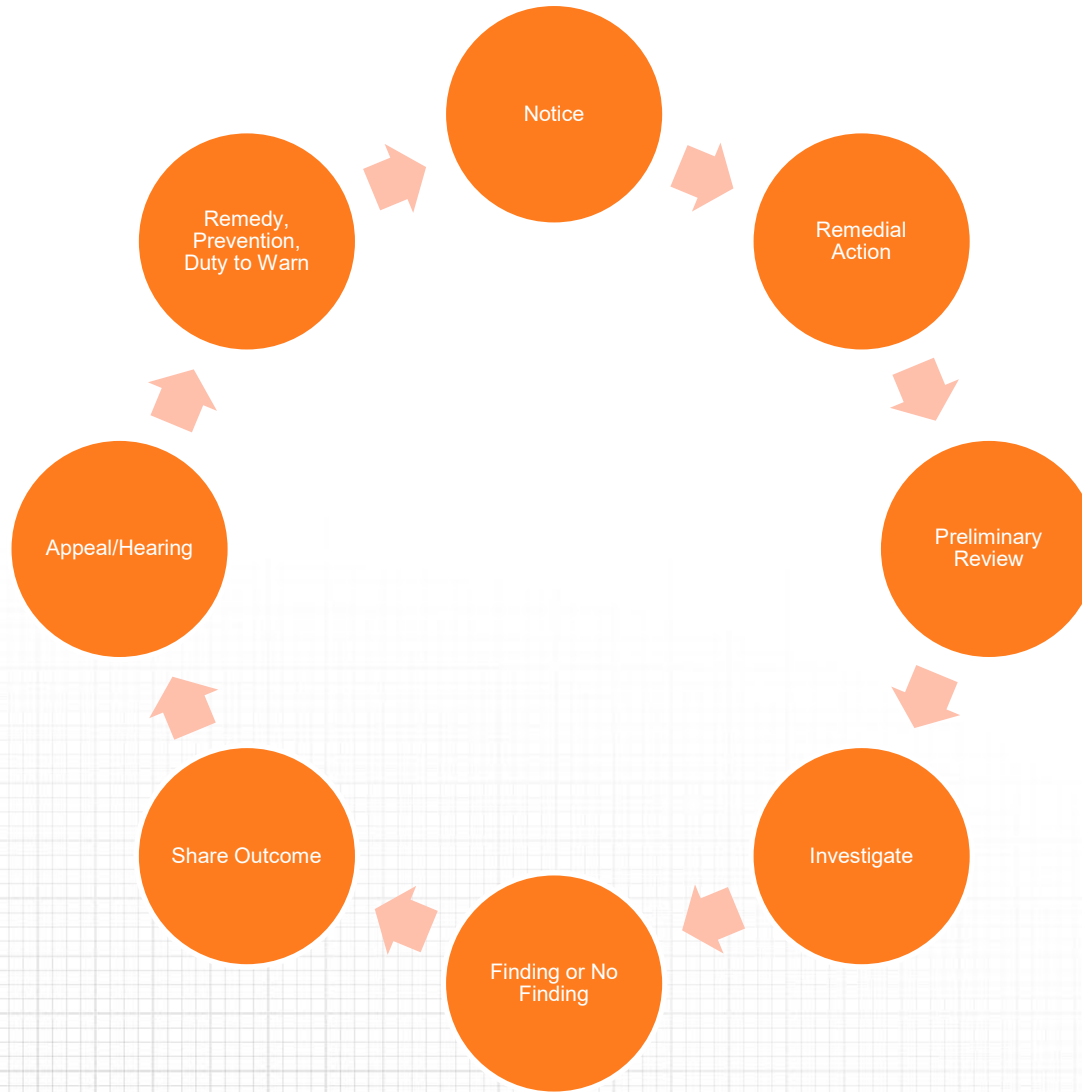 Notice
Remedial
Action
Preliminary
Review
Investigate
Finding or No
Finding
Share Outcome
Appeal/Hearing
Remedy,
Prevention,
Duty to Warn